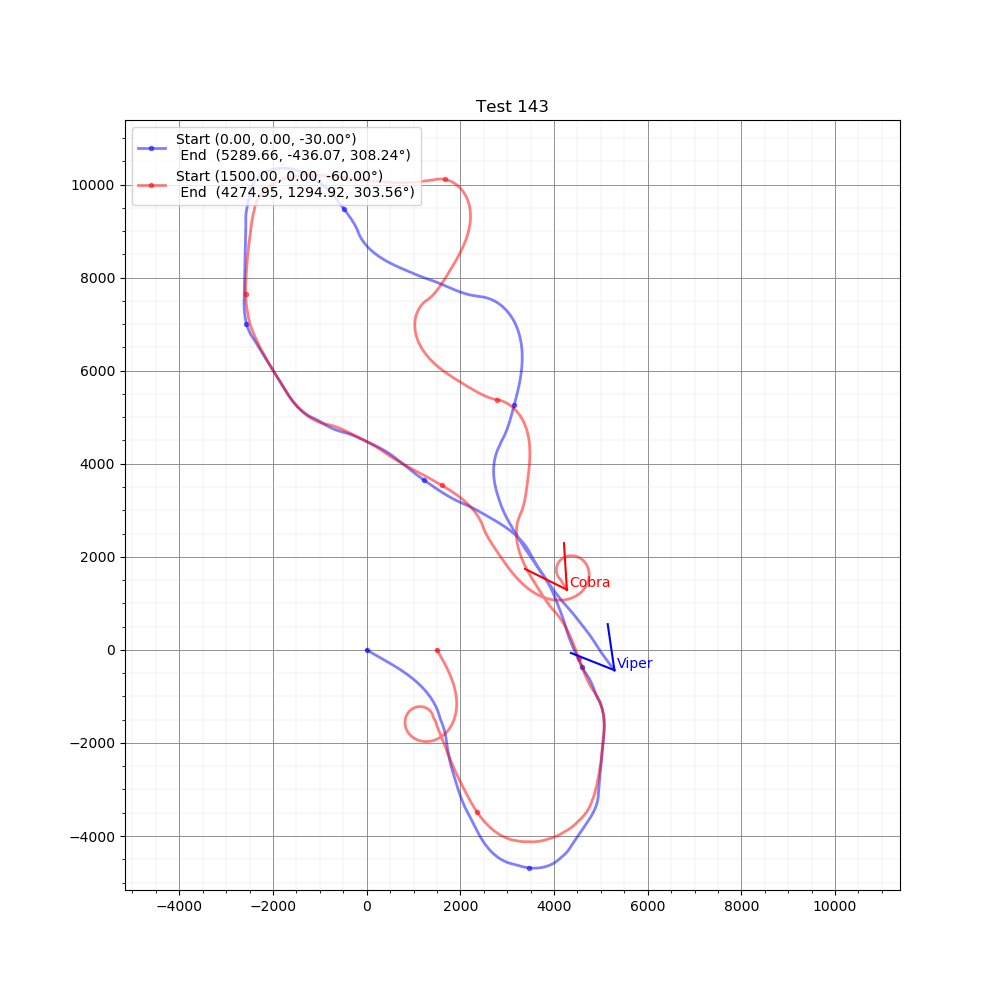 Test 143
Start (0.00, 0.00, -30.00°)
End (5289.66, -436.07, 308.24°)
Start (1500.00, 0.00, -60.00°)
End (4274.95, 1294.92, 303.56°)
10000
8000
6000
4000
2000
0
−2000
−4000
Cobra
Viper
−4000 −2000 0 2000 4000 6000 8000 10000